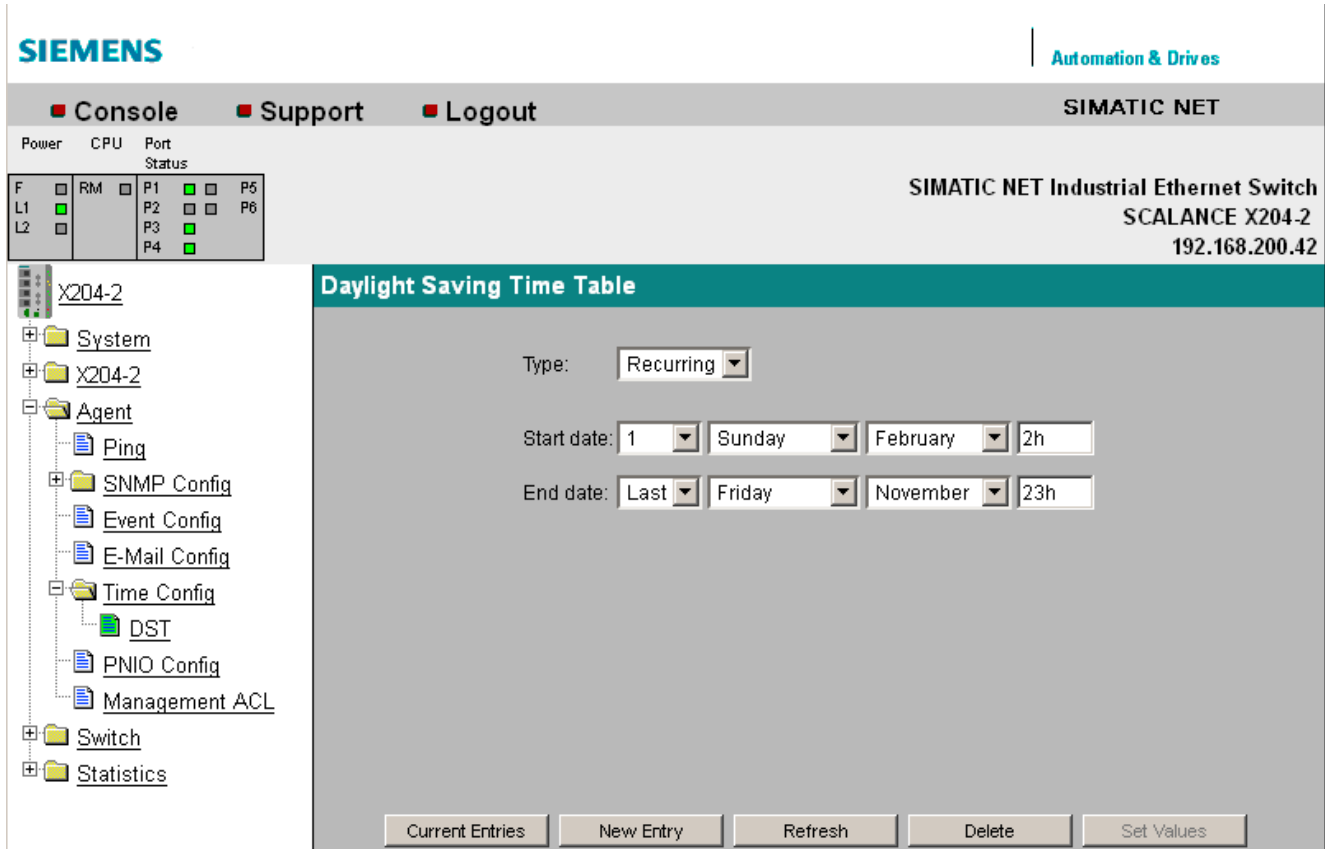 SIEMENS
Automation & Drives
Console Support Logout SIMATIC NET
Power CPU Port Status
F RM P1 P5
L1 P2 P6
L2 P3
P4
SIMATIC NET Industrial Ethernet Switch
SCALANCE X204-2
192.168.200.42
X204-2
System
X204-2
Agent
Ping
SNMP Config
Event Config
E-Mail Config
Time Config
DST
PNIO Config
Management ACL
Switch
Statistics
Daylight Saving Time Table
Type: Recurring
Start date: 1 Sunday February 2h
End date: Last Friday November 23h
Current Entries New Entry Refresh Delete Set Values